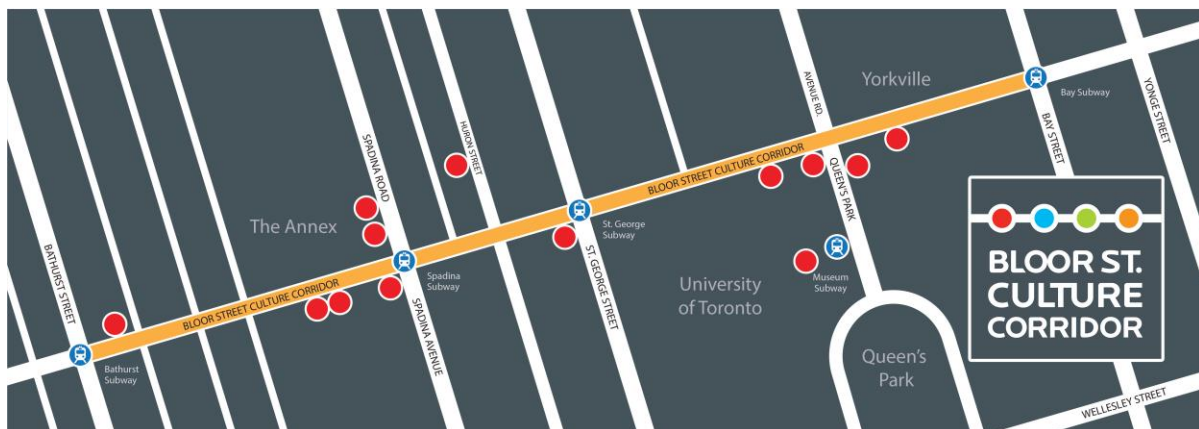 Yorkville
AVENUE RD.
Bay Subway
YONGE STREET
BAY STREET
HURON STREET
SPADINA ROAD
BLOOR STREET CULTURE CORRIDOR
QUEEN'S PARK
The Annex
St. George
Subway
BATHURST STREET
Spadina
Subway
ST. GEORGE STREET
University
of Toronto
Museum
Subway
BLOOR ST.
CULTURE
CORRIDOR
BLOOR STREET CULTURE CORRIDOR
SPADINA AVENUE
Bathurst
Subway
Queen's
Park
WELLESLEY STREET